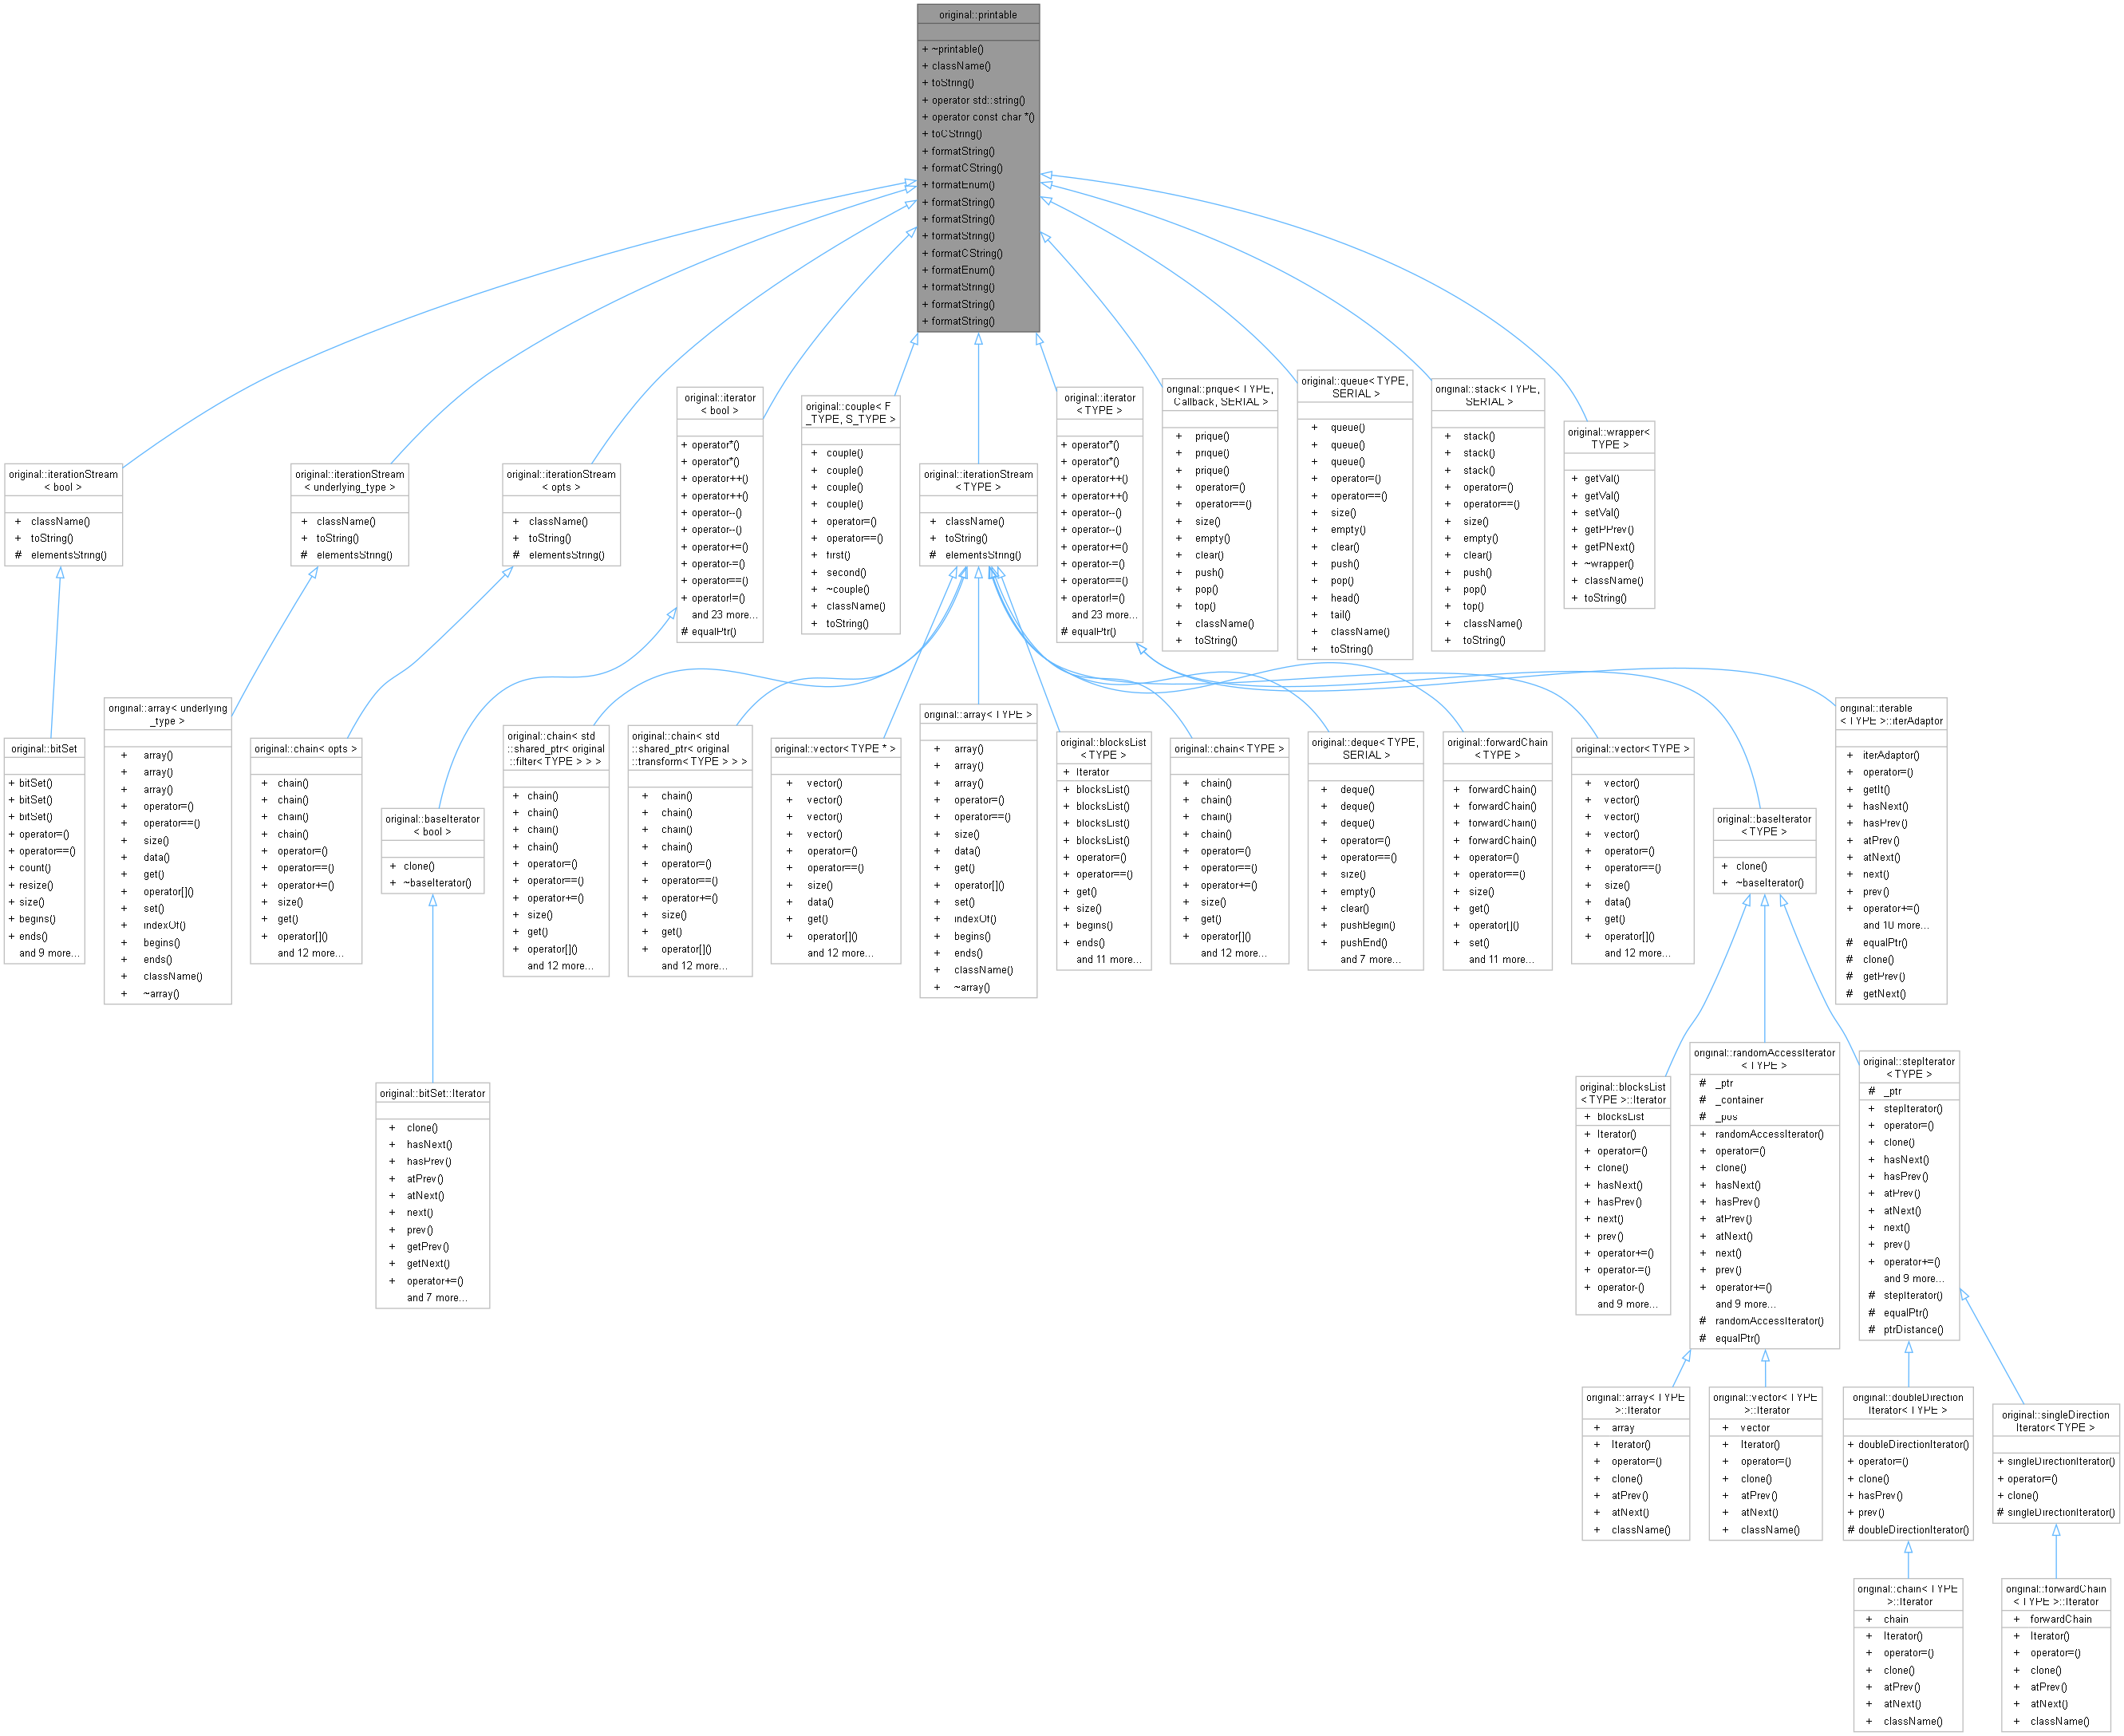 original::printable
+ ~printable()
+ className()
+ toString()
+ operator std::string()
+ operator const char *()
+ toCString()
+ formatString()
+ formatCString()
+ formatEnum()
+ formatString()
+ formatString()
+ formatString()
+ formatCString()
+ formatEnum()
+ formatString()
+ formatString()
+ formatString()
original::iterationStream
< bool >
+ className()
+ toString()
# elementsString()
original::iterationStream
< underlying_type >
+ className()
+ toString()
# elementsString()
original::iterationStream
< opts >
+ className()
+ toString()
# elementsString()
original::iterator
< bool >
+ operator*()
+ operator*()
+ operator++()
+ operator++()
+ operator--()
+ operator--()
+ operator+=()
+ operator-=()
+ operator==()
+ operator!=()
and 23 more...
# equalPtr()
original::couple< F
_TYPE, S_TYPE >
+ couple()
+ couple()
+ couple()
+ couple()
+ operator=()
+ operator==()
+ first()
+ second()
+ ~couple()
+ className()
+ toString()
original::iterationStream
< TYPE >
+ className()
+ toString()
# elementsString()
original::iterator
< TYPE >
+ operator*()
+ operator*()
+ operator++()
+ operator++()
+ operator--()
+ operator--()
+ operator+=()
+ operator-=()
+ operator==()
+ operator!=()
and 23 more...
# equalPtr()
original::prique< TYPE,
Callback, SERIAL >
+ prique()
+ prique()
+ prique()
+ operator=()
+ operator==()
+ size()
+ empty()
+ clear()
+ push()
+ pop()
+ top()
+ className()
+ toString()
original::queue< TYPE,
SERIAL >
+ queue()
+ queue()
+ queue()
+ operator=()
+ operator==()
+ size()
+ empty()
+ clear()
+ push()
+ pop()
+ head()
+ tail()
+ className()
+ toString()
original::stack< TYPE,
SERIAL >
+ stack()
+ stack()
+ stack()
+ operator=()
+ operator==()
+ size()
+ empty()
+ clear()
+ push()
+ pop()
+ top()
+ className()
+ toString()
original::wrapper<
TYPE >
+ getVal()
+ getVal()
+ setVal()
+ getPPrev()
+ getPNext()
+ ~wrapper()
+ className()
+ toString()
original::bitSet
+ bitSet()
+ bitSet()
+ bitSet()
+ operator=()
+ operator==()
+ count()
+ resize()
+ size()
+ begins()
+ ends()
and 9 more...
original::array< underlying
_type >
+ array()
+ array()
+ array()
+ operator=()
+ operator==()
+ size()
+ data()
+ get()
+ operator[]()
+ set()
+ indexOf()
+ begins()
+ ends()
+ className()
+ ~array()
original::chain< opts >
+ chain()
+ chain()
+ chain()
+ chain()
+ operator=()
+ operator==()
+ operator+=()
+ size()
+ get()
+ operator[]()
and 12 more...
original::baseIterator
< bool >
+ clone()
+ ~baseIterator()
original::chain< std
::shared_ptr< original
::filter< TYPE > > >
+ chain()
+ chain()
+ chain()
+ chain()
+ operator=()
+ operator==()
+ operator+=()
+ size()
+ get()
+ operator[]()
and 12 more...
original::chain< std
::shared_ptr< original
::transform< TYPE > > >
+ chain()
+ chain()
+ chain()
+ chain()
+ operator=()
+ operator==()
+ operator+=()
+ size()
+ get()
+ operator[]()
and 12 more...
original::vector< TYPE * >
+ vector()
+ vector()
+ vector()
+ vector()
+ operator=()
+ operator==()
+ size()
+ data()
+ get()
+ operator[]()
and 12 more...
original::array< TYPE >
+ array()
+ array()
+ array()
+ operator=()
+ operator==()
+ size()
+ data()
+ get()
+ operator[]()
+ set()
+ indexOf()
+ begins()
+ ends()
+ className()
+ ~array()
original::blocksList
< TYPE >
+ Iterator
+ blocksList()
+ blocksList()
+ blocksList()
+ blocksList()
+ operator=()
+ operator==()
+ get()
+ size()
+ begins()
+ ends()
and 11 more...
original::chain< TYPE >
+ chain()
+ chain()
+ chain()
+ chain()
+ operator=()
+ operator==()
+ operator+=()
+ size()
+ get()
+ operator[]()
and 12 more...
original::deque< TYPE,
SERIAL >
+ deque()
+ deque()
+ deque()
+ operator=()
+ operator==()
+ size()
+ empty()
+ clear()
+ pushBegin()
+ pushEnd()
and 7 more...
original::forwardChain
< TYPE >
+ forwardChain()
+ forwardChain()
+ forwardChain()
+ forwardChain()
+ operator=()
+ operator==()
+ size()
+ get()
+ operator[]()
+ set()
and 11 more...
original::vector< TYPE >
+ vector()
+ vector()
+ vector()
+ vector()
+ operator=()
+ operator==()
+ size()
+ data()
+ get()
+ operator[]()
and 12 more...
original::baseIterator
< TYPE >
+ clone()
+ ~baseIterator()
original::iterable
< TYPE >::iterAdaptor
+ iterAdaptor()
+ operator=()
+ getIt()
+ hasNext()
+ hasPrev()
+ atPrev()
+ atNext()
+ next()
+ prev()
+ operator+=()
and 10 more...
# equalPtr()
# clone()
# getPrev()
# getNext()
original::bitSet::Iterator
+ clone()
+ hasNext()
+ hasPrev()
+ atPrev()
+ atNext()
+ next()
+ prev()
+ getPrev()
+ getNext()
+ operator+=()
and 7 more...
original::blocksList
< TYPE >::Iterator
+ blocksList
+ Iterator()
+ operator=()
+ clone()
+ hasNext()
+ hasPrev()
+ next()
+ prev()
+ operator+=()
+ operator-=()
+ operator-()
and 9 more...
original::randomAccessIterator
< TYPE >
# _ptr
# _container
# _pos
+ randomAccessIterator()
+ operator=()
+ clone()
+ hasNext()
+ hasPrev()
+ atPrev()
+ atNext()
+ next()
+ prev()
+ operator+=()
and 9 more...
# randomAccessIterator()
# equalPtr()
original::stepIterator
< TYPE >
# _ptr
+ stepIterator()
+ operator=()
+ clone()
+ hasNext()
+ hasPrev()
+ atPrev()
+ atNext()
+ next()
+ prev()
+ operator+=()
and 9 more...
# stepIterator()
# equalPtr()
# ptrDistance()
original::array< TYPE
>::Iterator
+ array
+ Iterator()
+ operator=()
+ clone()
+ atPrev()
+ atNext()
+ className()
original::vector< TYPE
>::Iterator
+ vector
+ Iterator()
+ operator=()
+ clone()
+ atPrev()
+ atNext()
+ className()
original::doubleDirection
Iterator< TYPE >
+ doubleDirectionIterator()
+ operator=()
+ clone()
+ hasPrev()
+ prev()
# doubleDirectionIterator()
original::singleDirection
Iterator< TYPE >
+ singleDirectionIterator()
+ operator=()
+ clone()
# singleDirectionIterator()
original::chain< TYPE
>::Iterator
+ chain
+ Iterator()
+ operator=()
+ clone()
+ atPrev()
+ atNext()
+ className()
original::forwardChain
< TYPE >::Iterator
+ forwardChain
+ Iterator()
+ operator=()
+ clone()
+ atPrev()
+ atNext()
+ className()